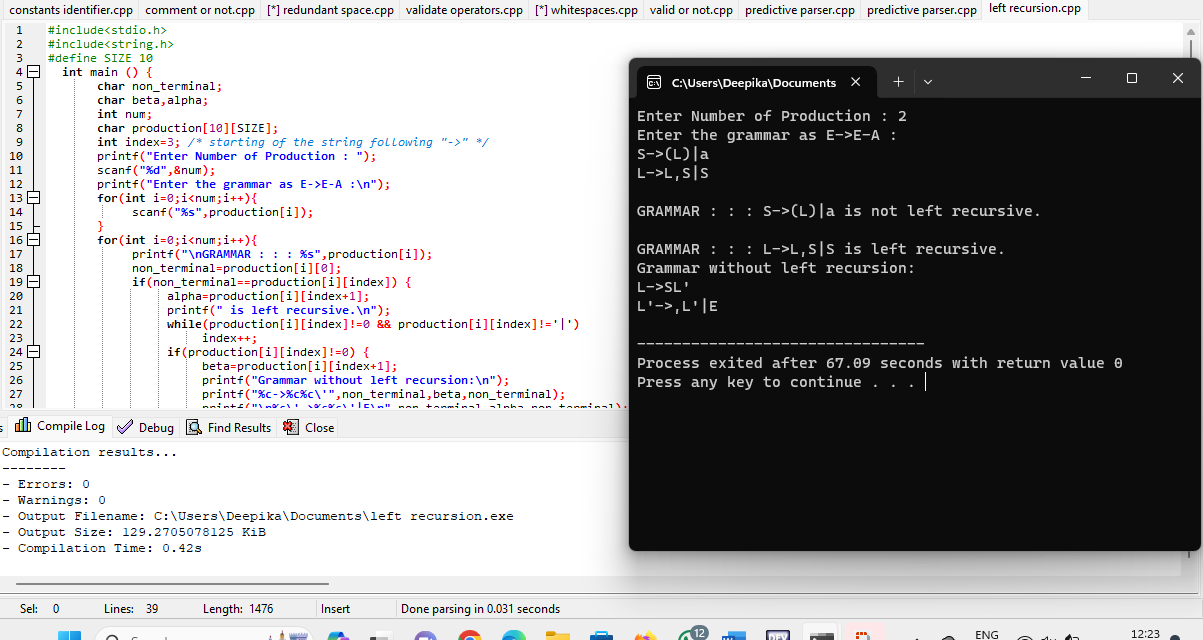 constants identifier.cpp comment or not.cpp [*] redundant space.cpp validate operators.cpp [*] whitespaces.cpp valid or not.cpp predictive parser.cpp predictive parser.cpp left recursion.cpp
1 #include<stdio.h>
2 #include<string.h>
3 #define SIZE 10
4 int main () {
5 char non_terminal;
6 char beta,alpha;
7 int num;
8 char production[10][SIZE];
9 int index=3; /* starting of the string following "->" */
10 printf("Enter Number of Production : ");
11 scanf("%d",&num);
12 printf("Enter the grammar as E->E-A :\n");
13 for(int i=0;i<num;i++){
14 scanf("%s",production[i]);
15 }
16 for(int i=0;i<num;i++){
17 printf("\nGRAMMAR : : : %s",production[i]);
18 non_terminal=production[i][0];
19 if(non_terminal==production[i][index]) {
20 alpha=production[i][index+1];
21 printf(" is left recursive.\n");
22 while(production[i][index]!=0 && production[i][index]!='|')
23 index++;
24 if(production[i][index]!=0) {
25 beta=production[i][index+1];
26 printf("Grammar without left recursion:\n");
27 printf("%c->%c%c\'",non_terminal,beta,non_terminal);
28 printf("\n%c\'->%c%c\'|E\n",non_terminal,alpha,non_terminal);
C:\Users\Deepika\Documents
Enter Number of Production : 2
Enter the grammar as E->E-A :
S->(L)|a
L->L,S|S
GRAMMAR : : : S->(L)|a is not left recursive.
GRAMMAR : : : L->L,S|S is left recursive.
Grammar without left recursion:
L->SL'
L'->,L'|E
--------------------------------
Process exited after 67.09 seconds with return value 0
Press any key to continue . . .
s Compile Log Debug Find Results Close
Compilation results...
--------
- Errors: 0
- Warnings: 0
- Output Filename: C:\Users\Deepika\Documents\left recursion.exe
- Output Size: 129.2705078125 KiB
- Compilation Time: 0.42s
Sel: 0 Lines: 39 Length: 1476 Insert Done parsing in 0.031 seconds
12 DEV ENG 12:23